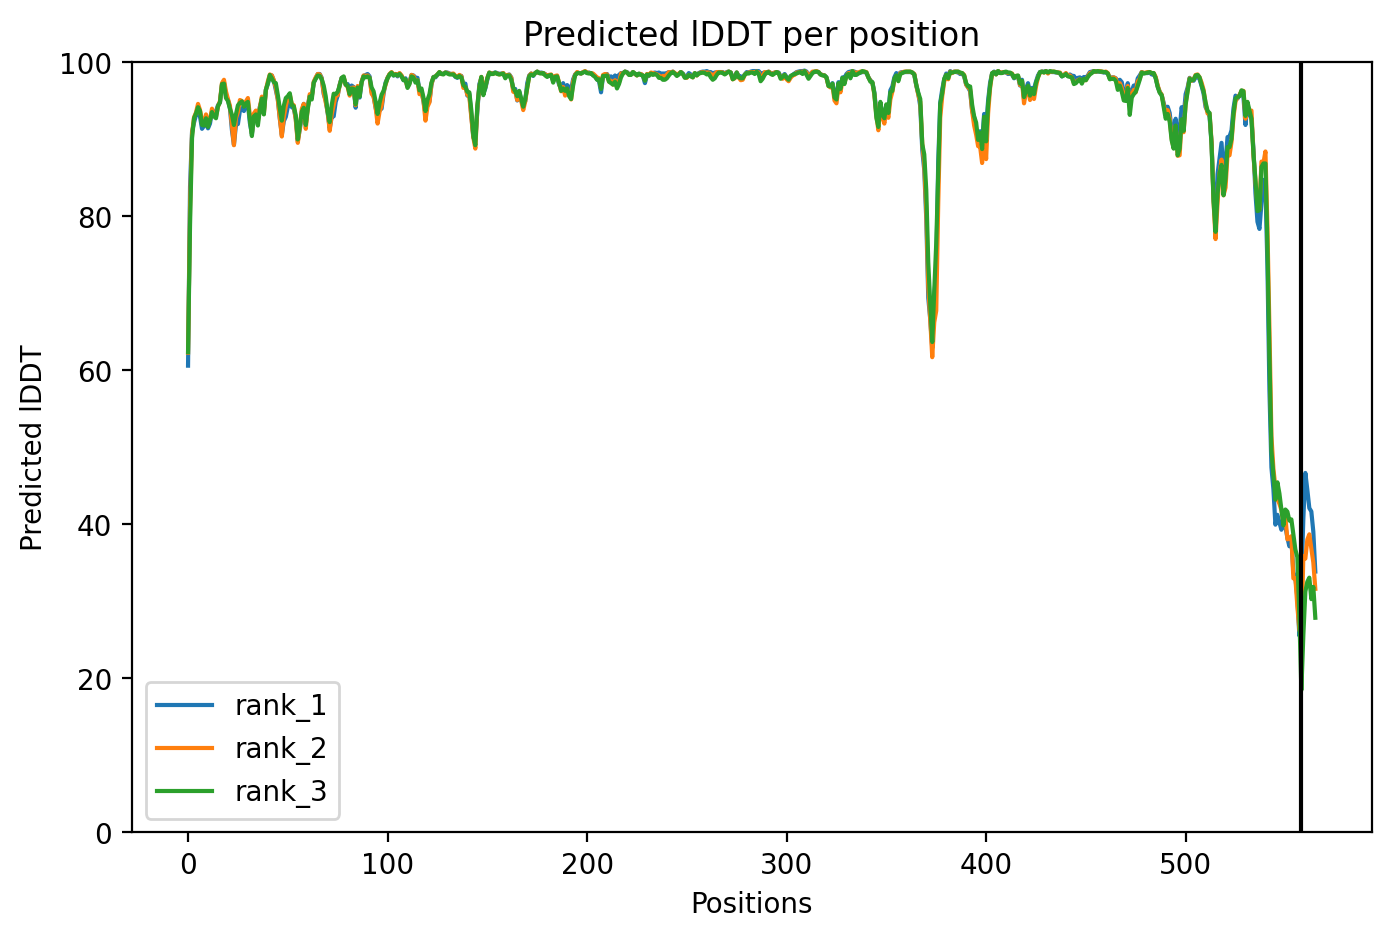 Predicted lDDT per position
100
80
60
40
20
0
Predicted lDDT
rank_1
rank_2
rank_3
0 100 200 300 400 500
Positions